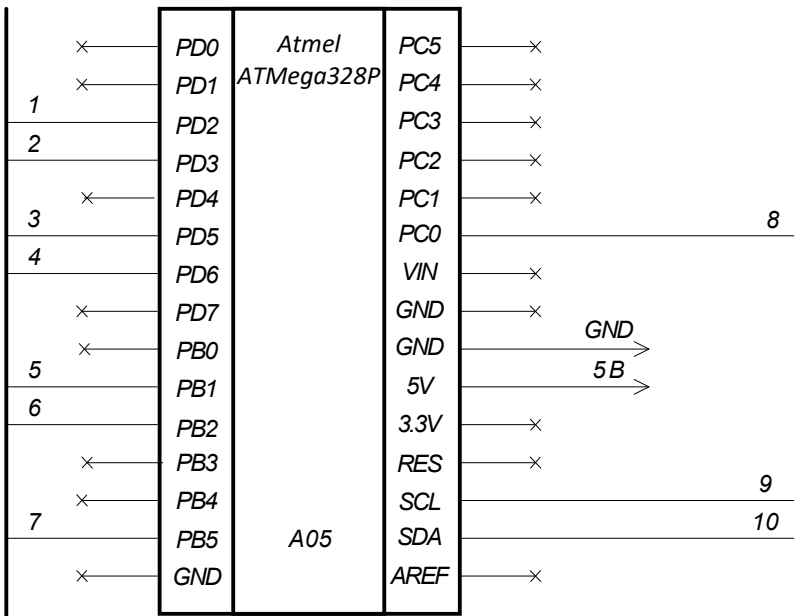 PD0 Atmel PC5
PD1 ATMega328P PC4
1 PD2 PC3
2 PD3 PC2
PD4 PC1
3 PD5 PC0 8
4 PD6 VIN
PD7 GND
PB0 GND GND
5 PB1 5V 5В
6 PB2 3.3V
PB3 RES
PB4 SCL 9
7 PB5 A05 SDA 10
GND AREF